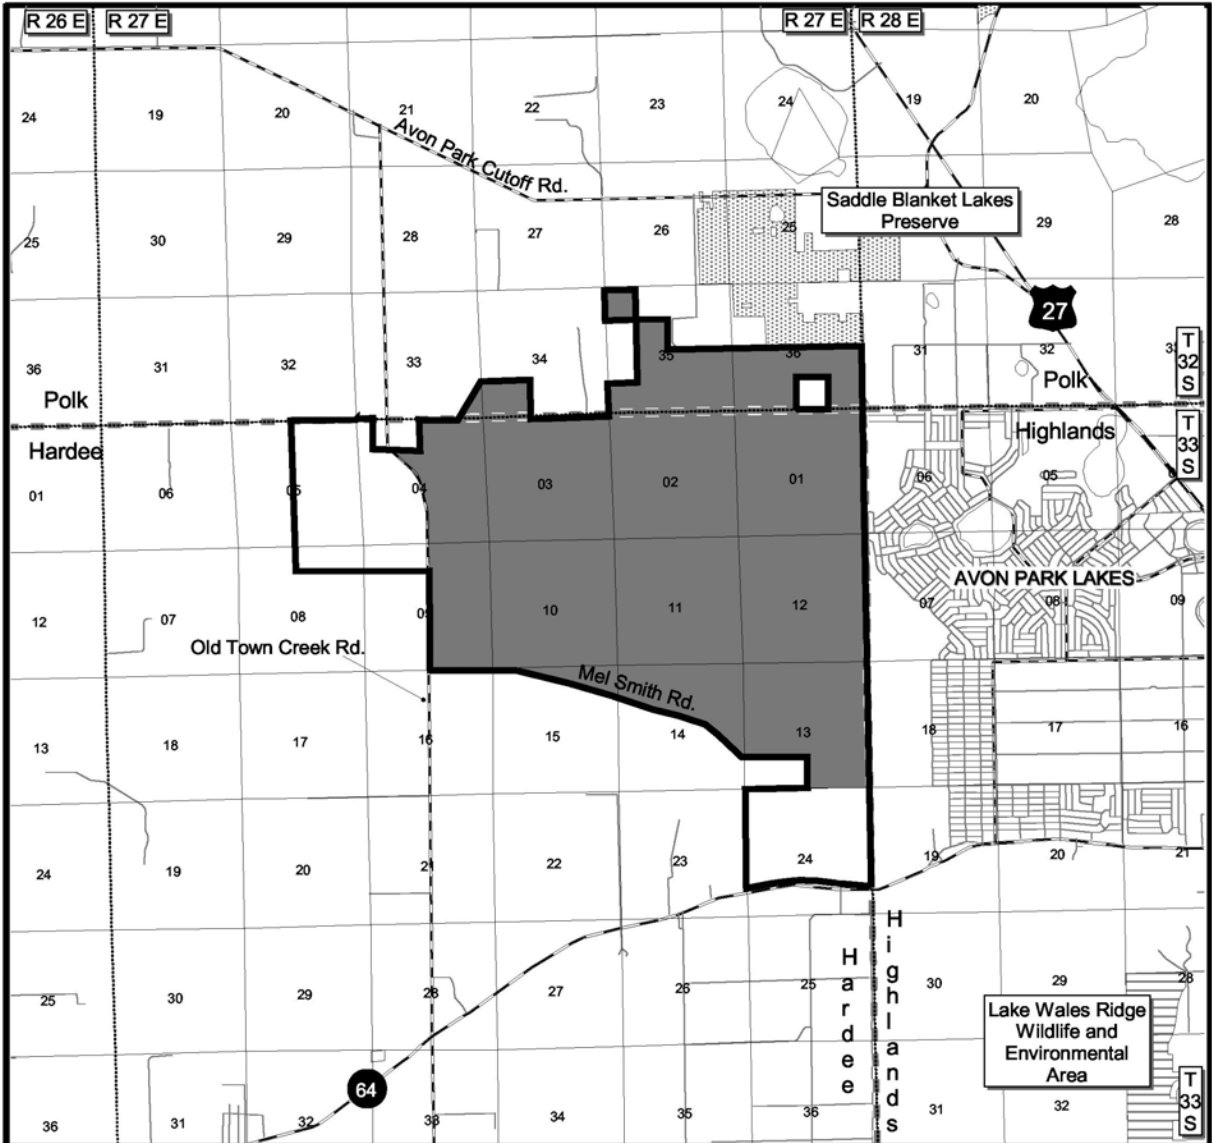 R 26 E R 27 E R 27 E R 28 E
24 19 20 21 22 23 24 19 20
Avon Park Cutoff Rd.
Saddle Blanket Lakes
Preserve
25 30 29 28 27 26 25 29 28
27
36 31 32 33 34 35 36 31 32
T
32
S
Polk Polk
Hardee Highlands
T
33
S
01 06 05 04 03 02 01 06 05
AVON PARK LAKES
12 07 08 09 10 11 12 07 08 09
Old Town Creek Rd.
Mel Smith Rd.
13 18 17 16 15 14 13 18 17 16
24 19 20 21 22 23 24 19 20 21
Hardee
Highlands
25 30 29 28 27 26 25 30 29 28
Lake Wales Ridge
Wildlife and
Environmental
Area
64
T
33
S
36 31 32 33 34 35 36 31 32